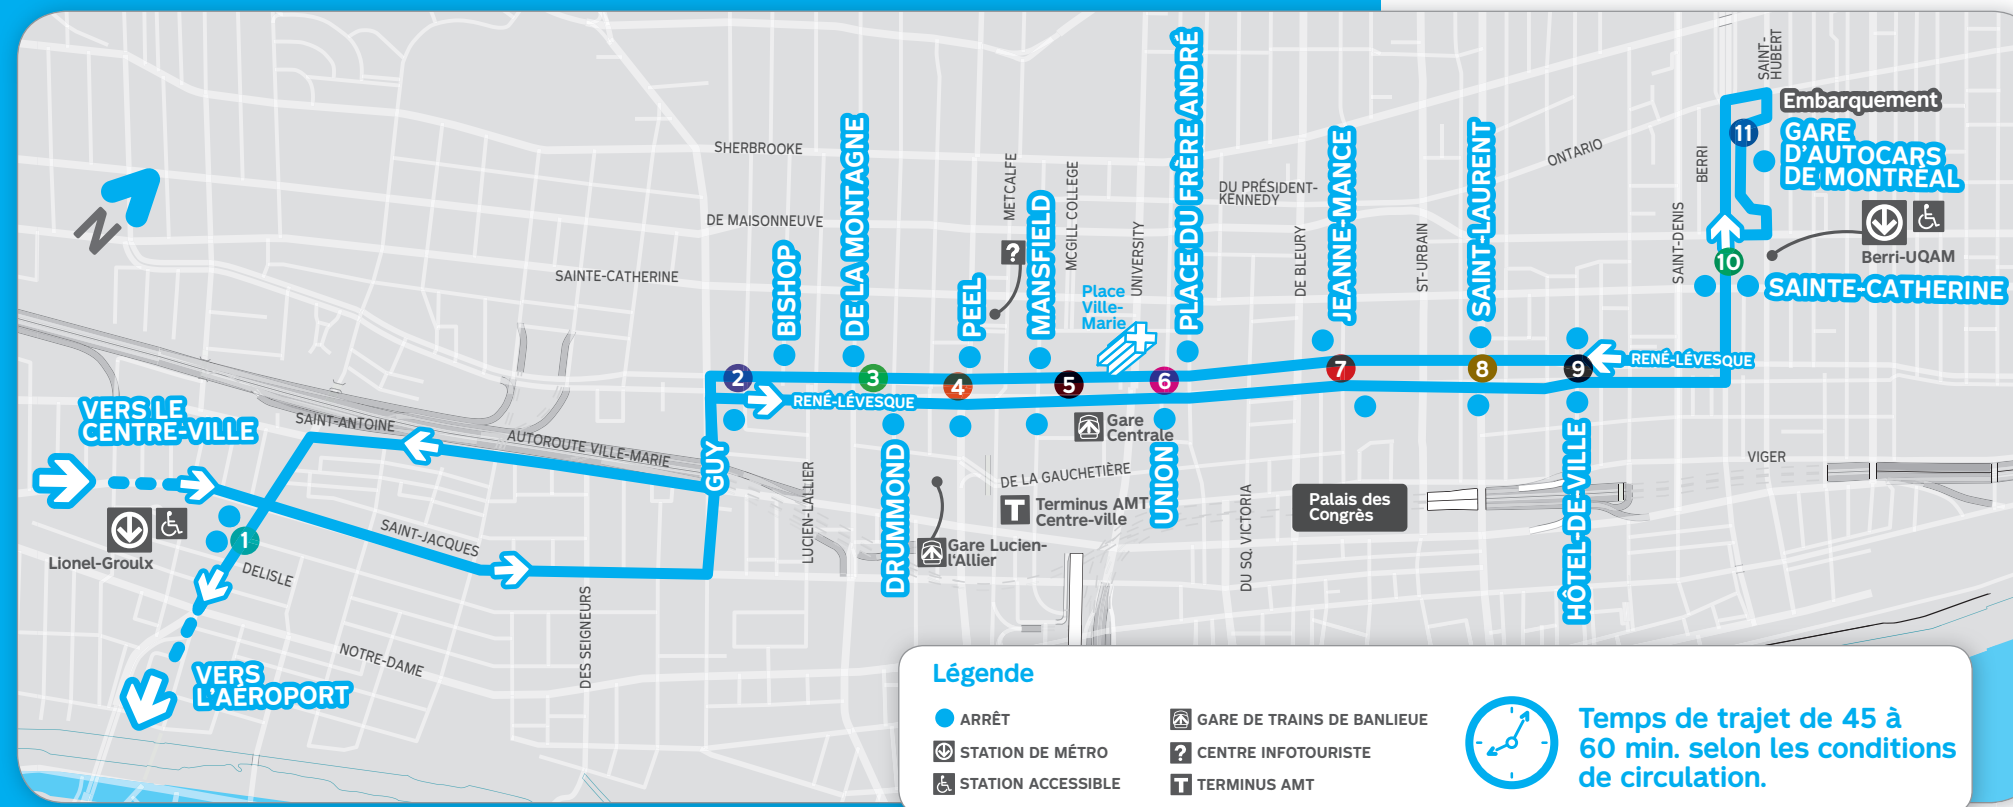 SAINT-
HUBERT
Embarquement
11
GARE
D'AUTOCARS
DE MONTRÉAL
BERRI
ONTARIO
SHERBROOKE
DE MAISONNEUVE
SAINTE-CATHERINE
METCALFE
MCGILL COLLEGE
UNIVERSITY
DU PRÉSIDENT-
KENNEDY
DE BLEURY
ST-URBAIN
SAINT-DENIS
N
BISHOP
DE LA MONTAGNE
PEEL
?
MANSFIELD
Place
Ville-
Marie
PLACE DU FRÈRE ANDRÉ
JEANNE-MANCE
SAINT-LAURENT
Berri-UQAM
10
SAINTE-CATHERINE
2
3
4
5
6
7
8
9
RENÉ-LÉVESQUE
RENÉ-LÉVESQUE
VERS LE
CENTRE-VILLE
SAINT-ANTOINE
AUTOROUTE VILLE-MARIE
GUY
LUCIEN-LALLIER
DRUMMOND
Gare
Centrale
DE LA GAUCHETIÈRE
T
Terminus AMT
Centre-ville
UNION
Gare Lucien-
l'Allier
DU SQ. VICTORIA
Palais des
Congrès
HÔTEL-DE-VILLE
VIGER
Lionel-Groulx
1
SAINT-JACQUES
DELISLE
DES SEIGNEURS
NOTRE-DAME
VERS
L'AÉROPORT
Légende
ARRÊT
STATION DE MÉTRO
STATION ACCESSIBLE
GARE DE TRAINS DE BANLIEUE
? CENTRE INFOTOURISTE
T TERMINUS AMT
Temps de trajet de 45 à
60 min. selon les conditions
de circulation.